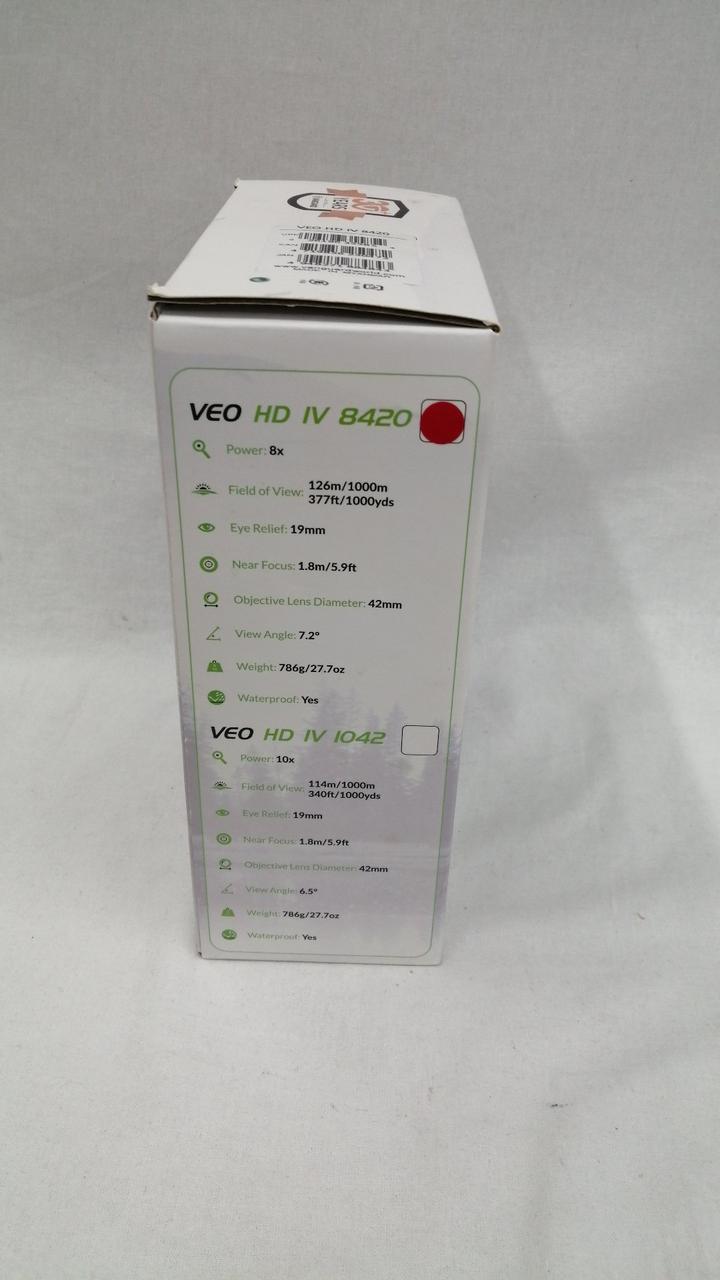 30
YEARS
VEO HD IV 8420
VEO HD IV 8420
Power: 8x
Field of View: 126m/1000m
377ft/1000yds
Eye Relief: 19mm
Near Focus: 1.8m/5.9ft
Objective Lens Diameter: 42mm
View Angle: 7.2°
Weight: 786g/27.7oz
Waterproof: Yes
VEO HD IV 1042
Power: 10x
Field of View: 114m/1000m
340ft/1000yds
Eye Relief: 19mm
Near Focus: 1.8m/5.9ft
Objective Lens Diameter: 42mm
View Angle: 6.5°
Weight: 786g/27.7oz
Waterproof: Yes